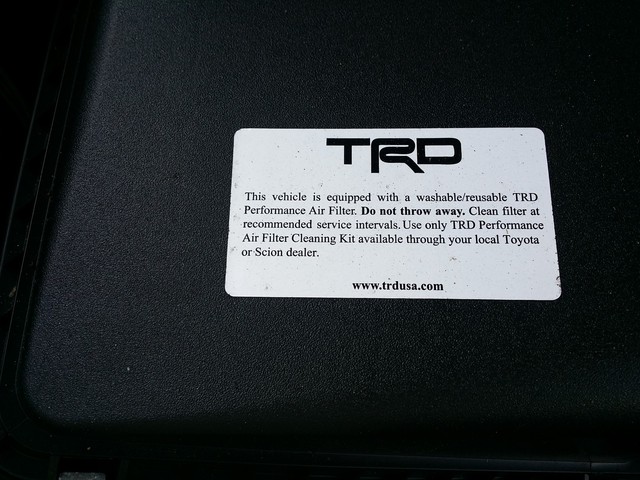 TRD
This vehicle is equipped with a washable/reusable TRD
Performance Air Filter. Do not throw away. Clean filter at
recommended service intervals. Use only TRD Performance
Air Filter Cleaning Kit available through your local Toyota
or Scion dealer.
www.trdusa.com